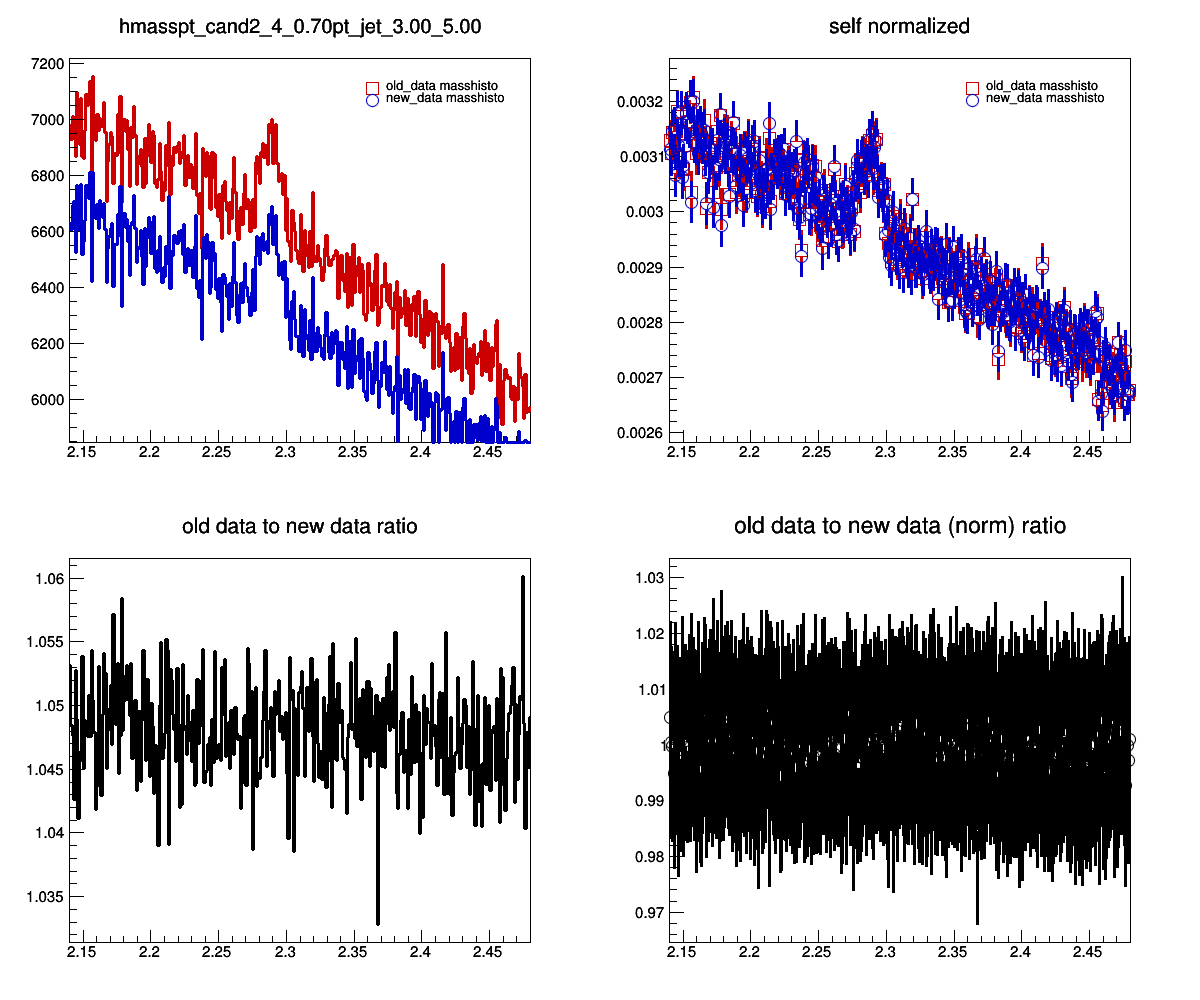 hmasspt_cand2_4_0.70pt_jet_3.00_5.00
old_data masshisto
new_data masshisto
7200
7000
6800
6600
6400
6200
6000
2.15 2.2 2.25 2.3 2.35 2.4 2.45
self normalized
old_data masshisto
new_data masshisto
0.0032
0.0031
0.003
0.0029
0.0028
0.0027
0.0026
2.15 2.2 2.25 2.3 2.35 2.4 2.45
old data to new data ratio
1.06
1.055
1.05
1.045
1.04
1.035
2.15 2.2 2.25 2.3 2.35 2.4 2.45
old data to new data (norm) ratio
1.03
1.02
1.01
1
0.99
0.98
0.97
2.15 2.2 2.25 2.3 2.35 2.4 2.45